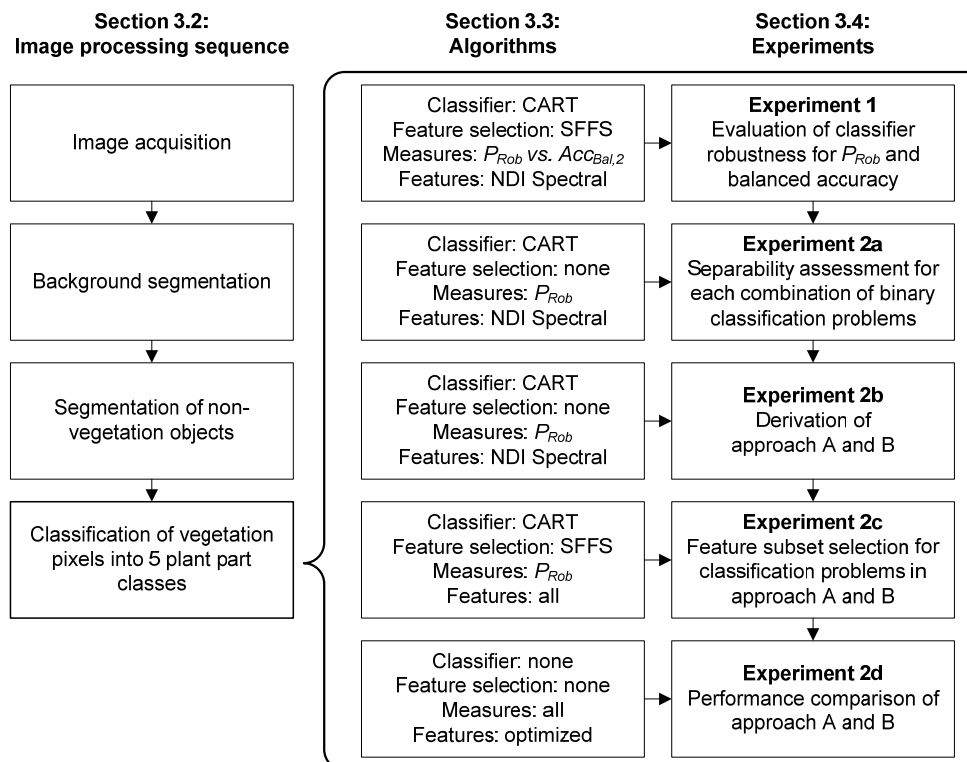 Section 3.2:
Image processing sequence
Image acquisition
Background segmentation
Segmentation of non-
vegetation objects
Classification of vegetation
pixels into 5 plant part
classes
Section 3.3:
Algorithms
Classifier: CART
Feature selection: SFFS
Measures: P_Rob vs. Acc_Bal,2
Features: NDI Spectral
Classifier: CART
Feature selection: none
Measures: P_Rob
Features: NDI Spectral
Classifier: CART
Feature selection: none
Measures: P_Rob
Features: NDI Spectral
Classifier: CART
Feature selection: SFFS
Measures: P_Rob
Features: all
Classifier: none
Feature selection: none
Measures: all
Features: optimized
Section 3.4:
Experiments
Experiment 1
Evaluation of classifier
robustness for P_Rob and
balanced accuracy
Experiment 2a
Separability assessment for
each combination of binary
classification problems
Experiment 2b
Derivation of
approach A and B
Experiment 2c
Feature subset selection for
classification problems in
approach A and B
Experiment 2d
Performance comparison of
approach A and B